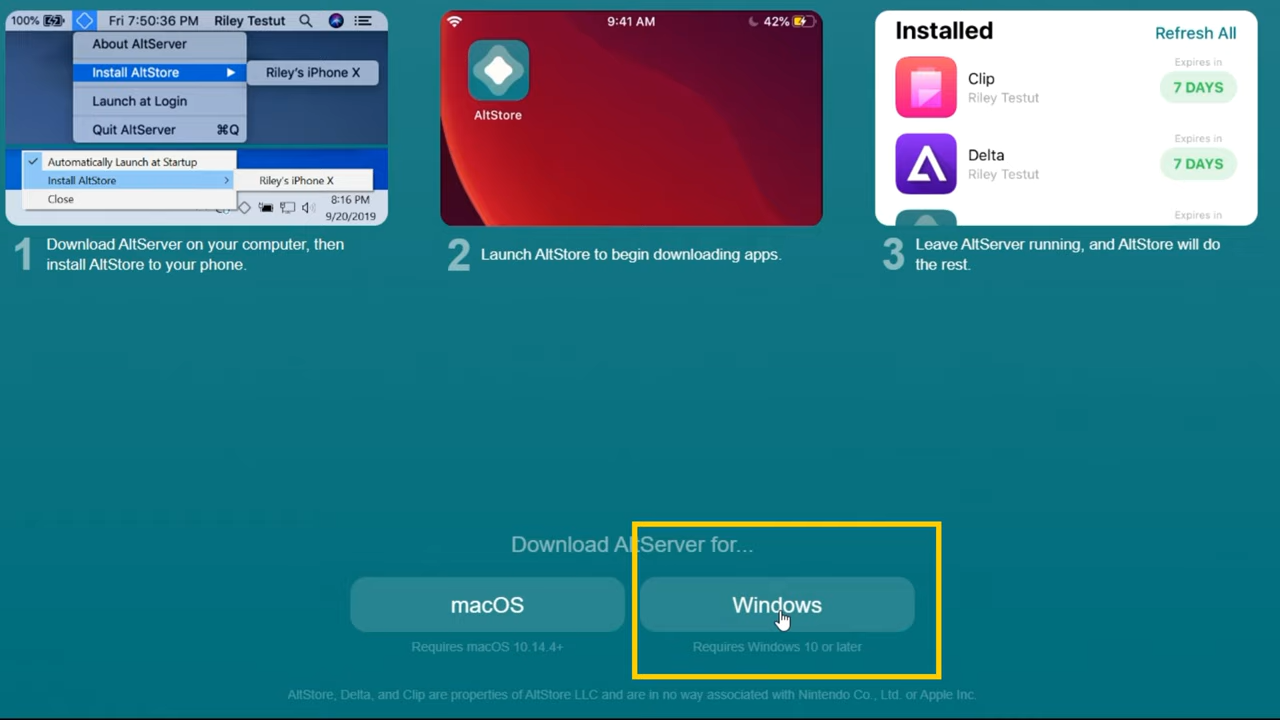 100% Fri 7:50:36 PM Riley Testut
About AltServer
Install AltStore Riley's iPhone X
Launch at Login
Quit AltServer ⌘Q
Automatically Launch at Startup
Install AltStore Riley's iPhone X
Close
8:16 PM
9/20/2019
1 Download AltServer on your computer, then
install AltStore to your phone.
9:41 AM 42%
AltStore
2 Launch AltStore to begin downloading apps.
Installed Refresh All
Expires in
Clip
Riley Testut
7 DAYS
Expires in
Delta
Riley Testut
7 DAYS
Expires in
3 Leave AltServer running, and AltStore will do
the rest.
Download AltServer for...
macOS Windows
Requires macOS 10.14.4+ Requires Windows 10 or later
AltStore, Delta, and Clip are properties of AltStore LLC and are in no way associated with Nintendo Co., Ltd. or Apple Inc.